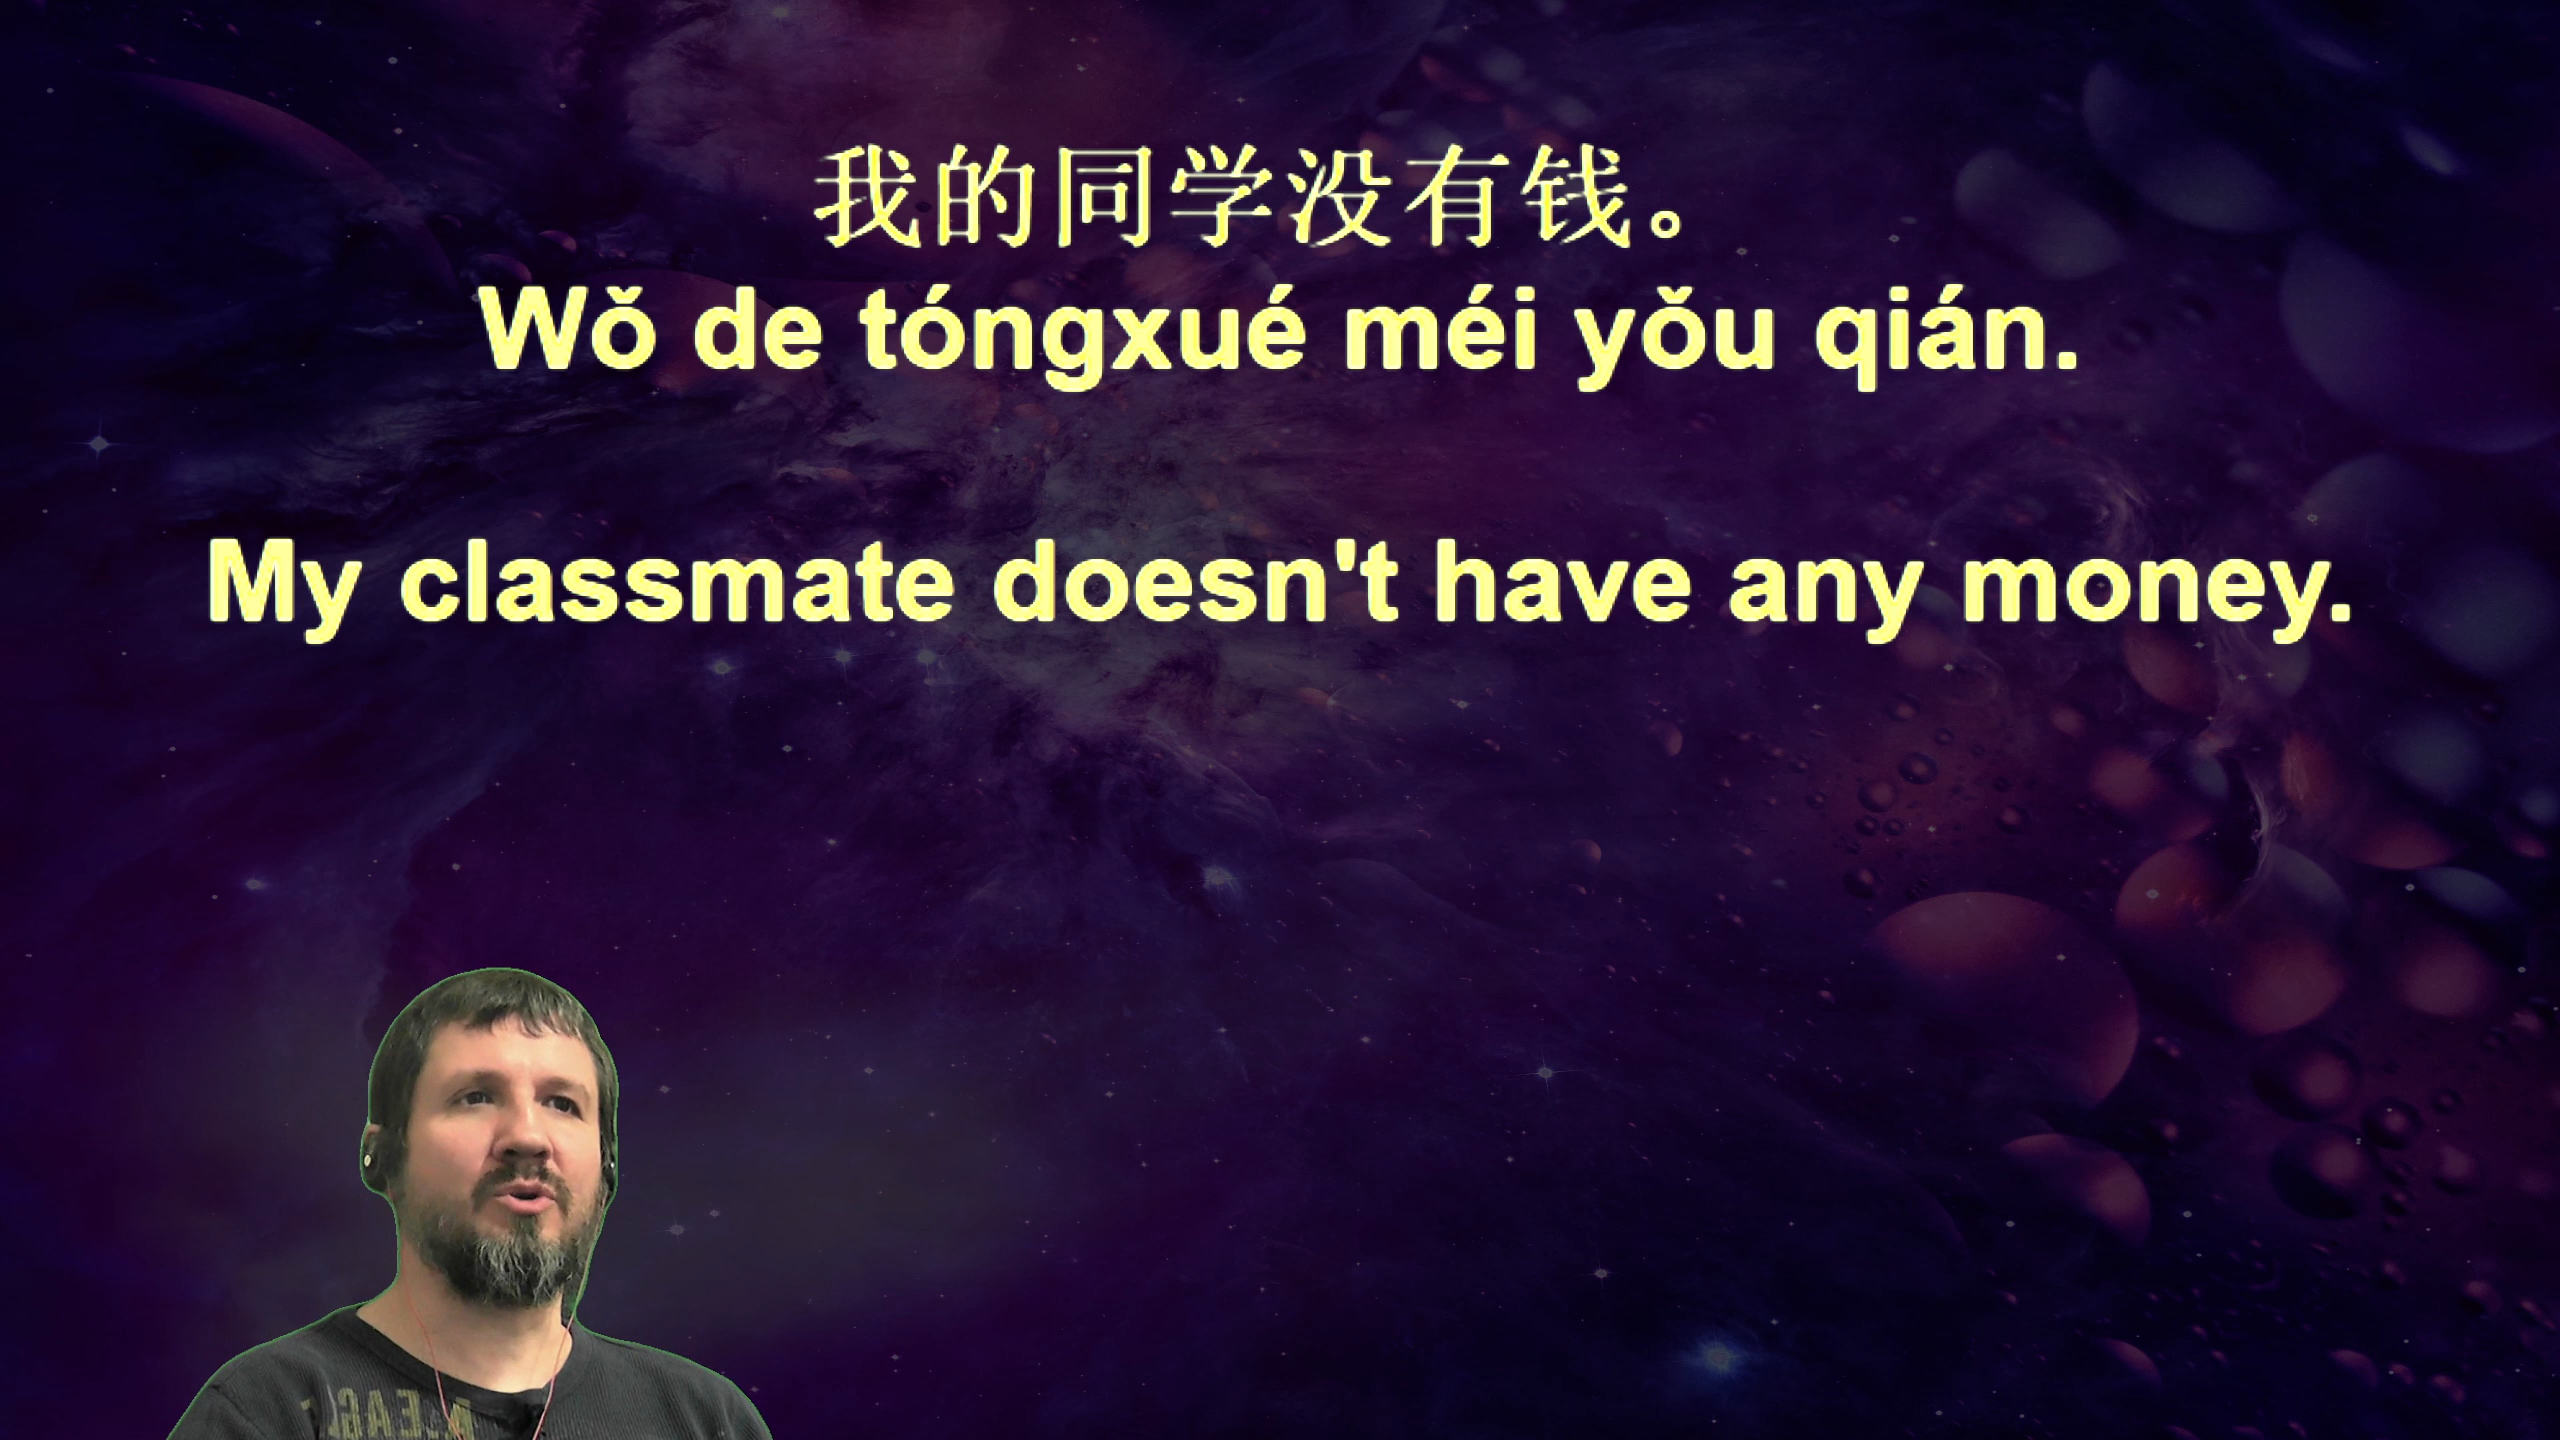 我的同学没有钱。
Wǒ de tóngxué méi yǒu qián.
My classmate doesn't have any money.